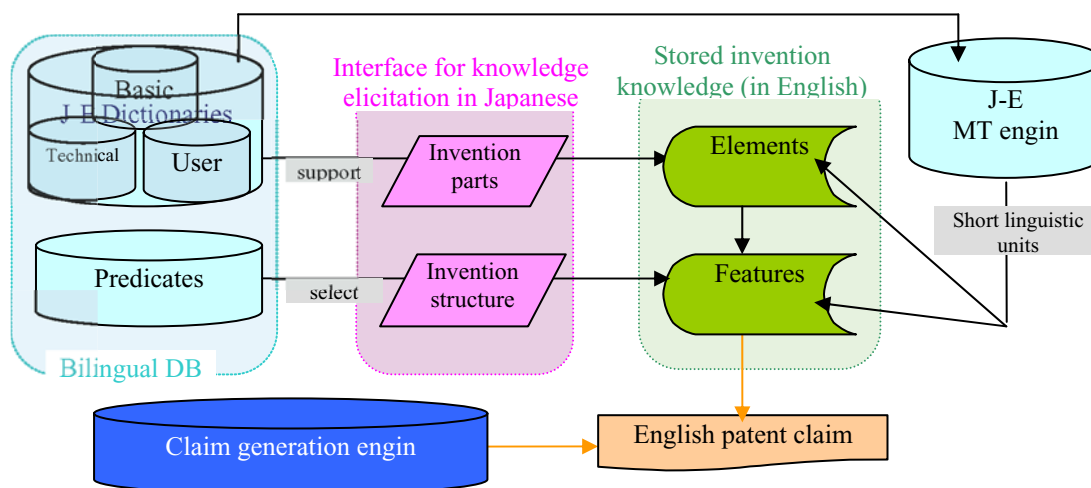 Basic
J-E Dictionaries
Technical
User
support
Predicates
select
Bilingual DB
Interface for knowledge
elicitation in Japanese
Invention
parts
Invention
structure
Stored invention
knowledge (in English)
Elements
Features
J-E
MT engin
Short linguistic
units
Claim generation engin
English patent claim